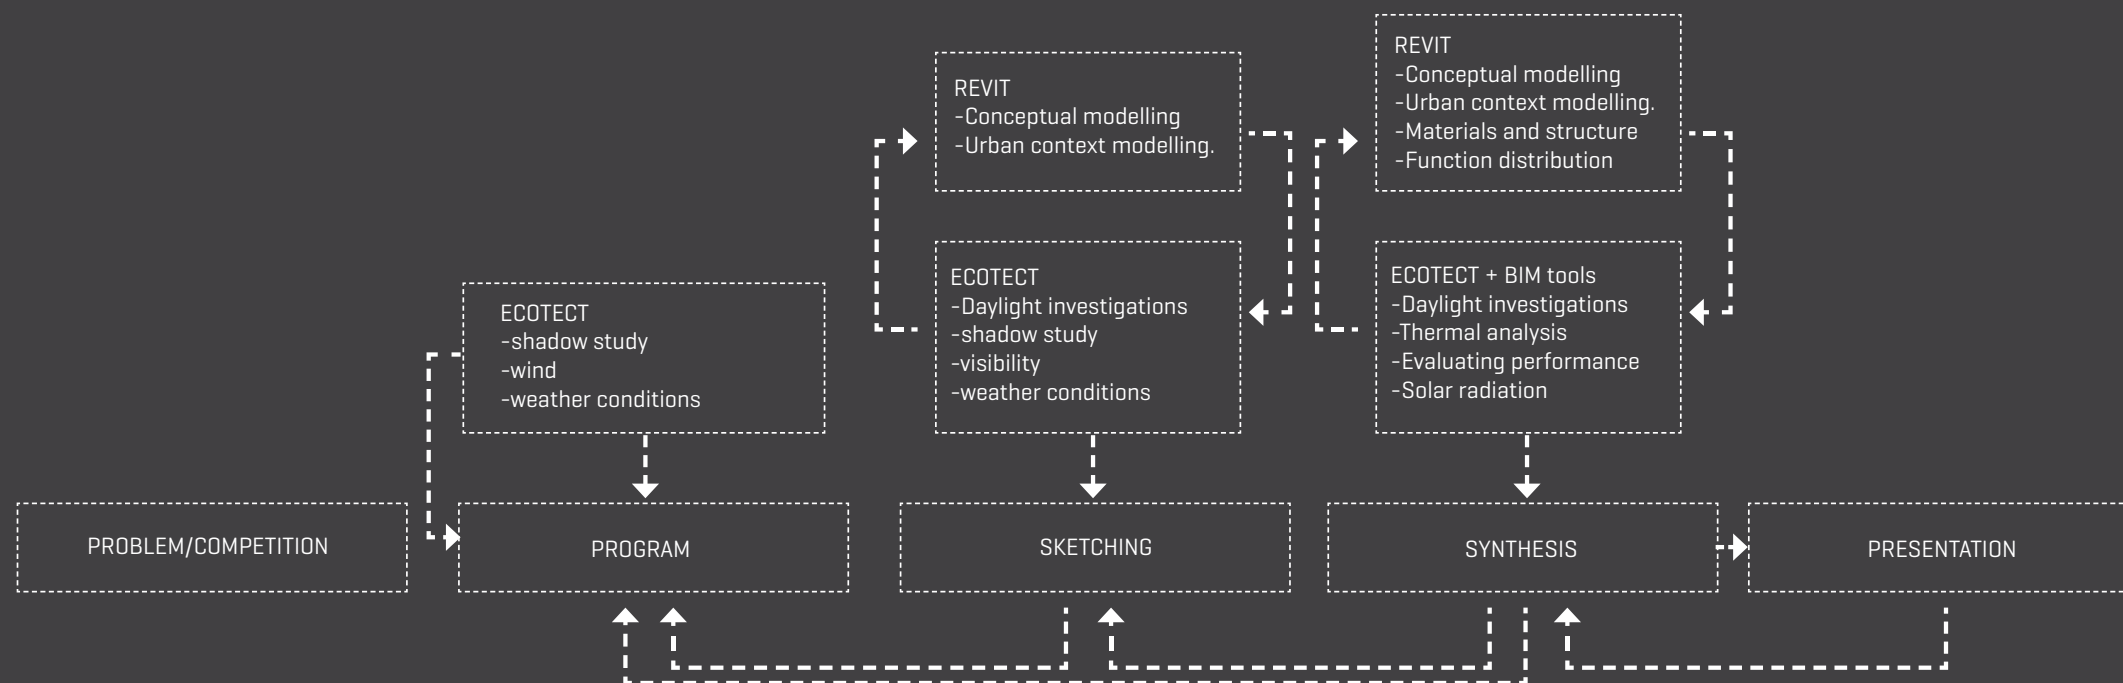 REVIT
-Conceptual modelling
-Urban context modelling.
REVIT
-Conceptual modelling
-Urban context modelling.
-Materials and structure
-Function distribution
ECOTECT
-shadow study
-wind
-weather conditions
ECOTECT
-Daylight investigations
-shadow study
-visibility
-weather conditions
ECOTECT + BIM tools
-Daylight investigations
-Thermal analysis
-Evaluating performance
-Solar radiation
PROBLEM/COMPETITION
PROGRAM
SKETCHING
SYNTHESIS
PRESENTATION